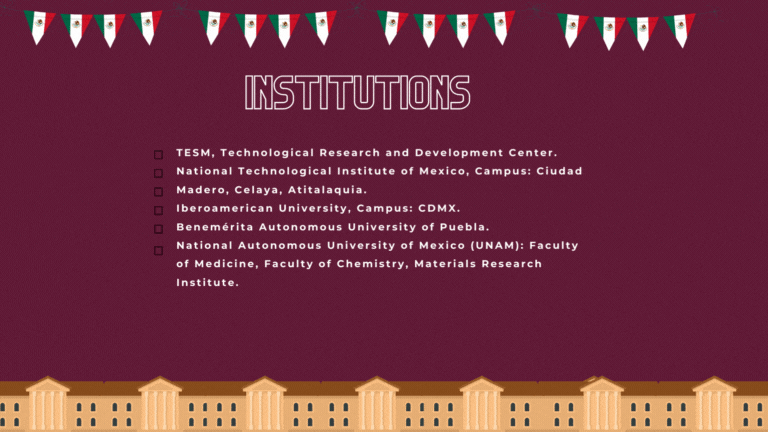 INSTITUTIONS
TESM, Technological Research and Development Center.
National Technological Institute of Mexico, Campus: Ciudad
Madero, Celaya, Atitalaquia.
Iberoamerican University, Campus: CDMX.
Benemérita Autonomous University of Puebla.
National Autonomous University of Mexico (UNAM): Faculty
of Medicine, Faculty of Chemistry, Materials Research
Institute.